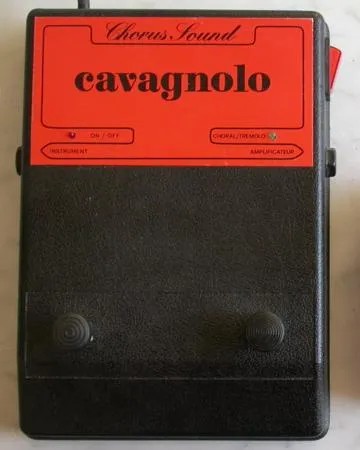 Chorus Sound
cavagnolo
ON / OFF
CHORAL/TREMOLO
INSTRUMENT
AMPLIFICATEUR